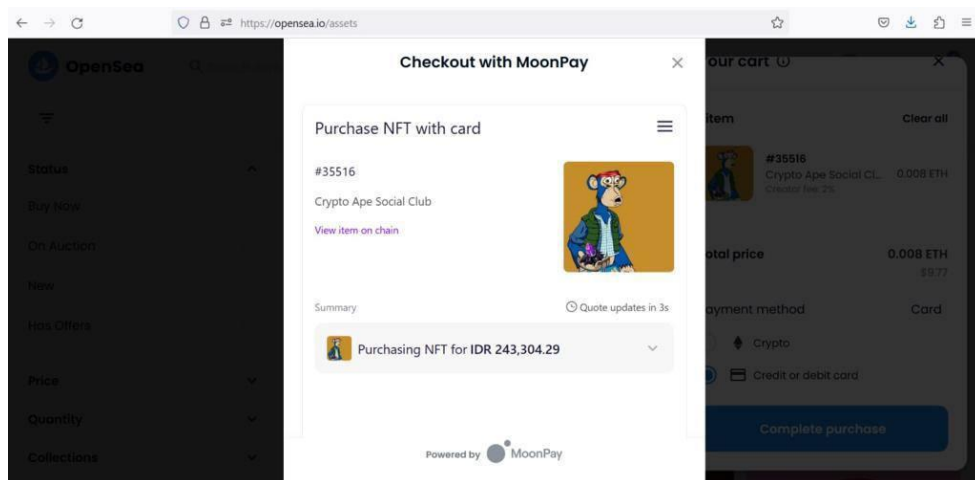 https://opensea.io/assets
OpenSea
Checkout with MoonPay
our cart
Purchase NFT with card
item
Clear all
#35516
Crypto Ape Social Club
View item on chain
#35516
Crypto Ape Social Cl...
0.008 ETH
Creator fee: 2%
Status
Buy Now
On Auction
New
Has Offers
Price
Quantity
Collections
Summary
Quote updates in 3s
Purchasing NFT for IDR 243,304.29
Powered by MoonPay
otal price
0.008 ETH
$9.77
ayment method
Card
Crypto
Credit or debit card
Complete purchase